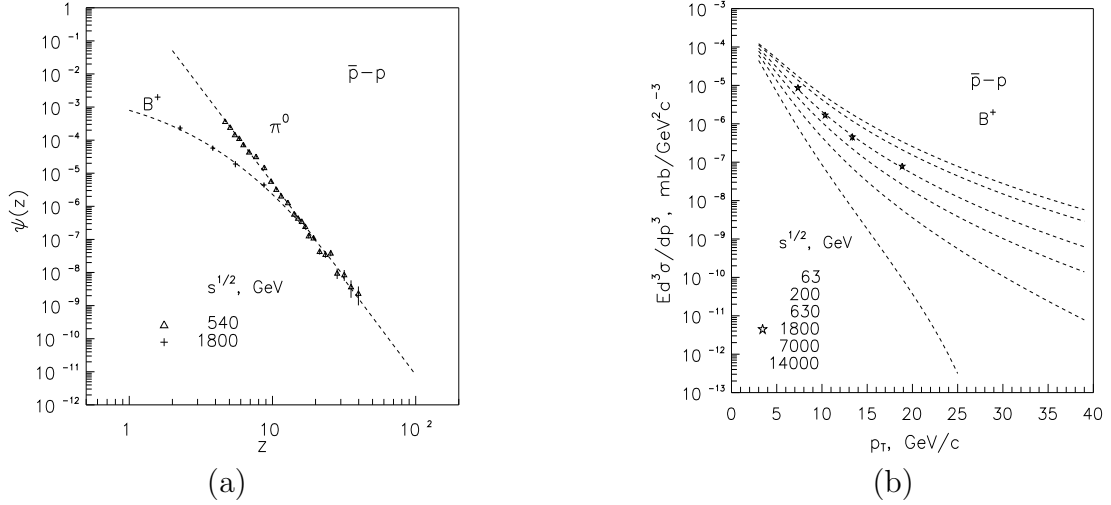 1
10 ⁻¹
10 ⁻²
10 ⁻³
10 ⁻⁴
10 ⁻⁵
10 ⁻⁶
10 ⁻⁷
10 ⁻⁸
10 ⁻⁹
10 ⁻¹⁰
10 ⁻¹¹
10 ⁻¹²
ψ(z)
p̄–p
B⁺
π⁰
s^1/2, GeV
540
1800
1
10
10 ²
z
(a)
10 ⁻³
10 ⁻⁴
10 ⁻⁵
10 ⁻⁶
10 ⁻⁷
10 ⁻⁸
10 ⁻⁹
10 ⁻¹⁰
10 ⁻¹¹
10 ⁻¹²
10 ⁻¹³
Ed³σ/dp³, mb/GeV²c⁻³
p̄–p
B⁺
s^1/2, GeV
63
200
630
1800
7000
14000
0 5 10 15 20 25 30 35 40
p_T, GeV/c
(b)